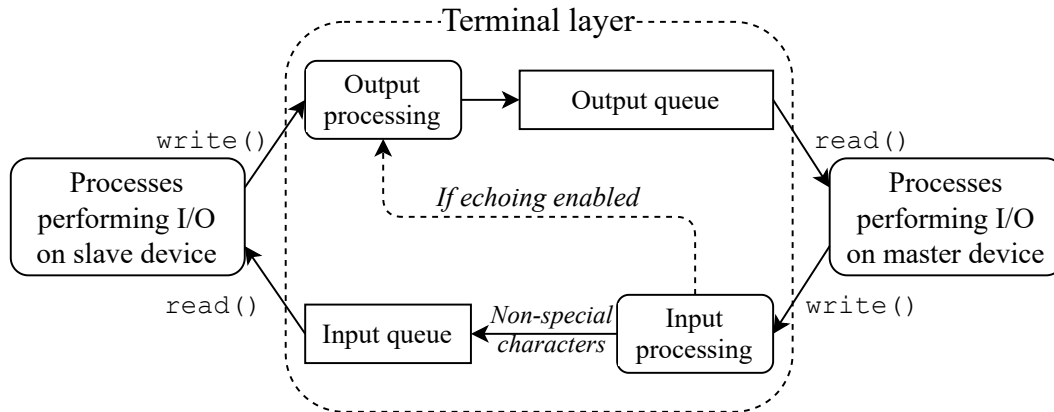 Terminal layer
Output
processing
Output queue
write()
read()
Processes
performing I/O
on slave device
If echoing enabled
Processes
performing I/O
on master device
read()
write()
Input queue
Non-special
characters
Input
processing